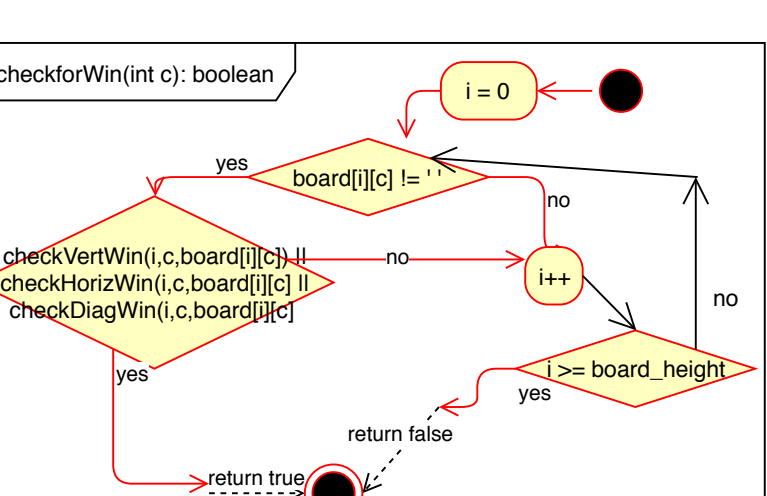 checkforWin(int c): boolean
i = 0
yes
board[i][c] != ' '
no
checkVertWin(i,c,board[i][c]) ||
checkHorizWin(i,c,board[i][c] ||
checkDiagWin(i,c,board[i][c]
no
i++
no
yes
i >= board_height
yes
return false
return true